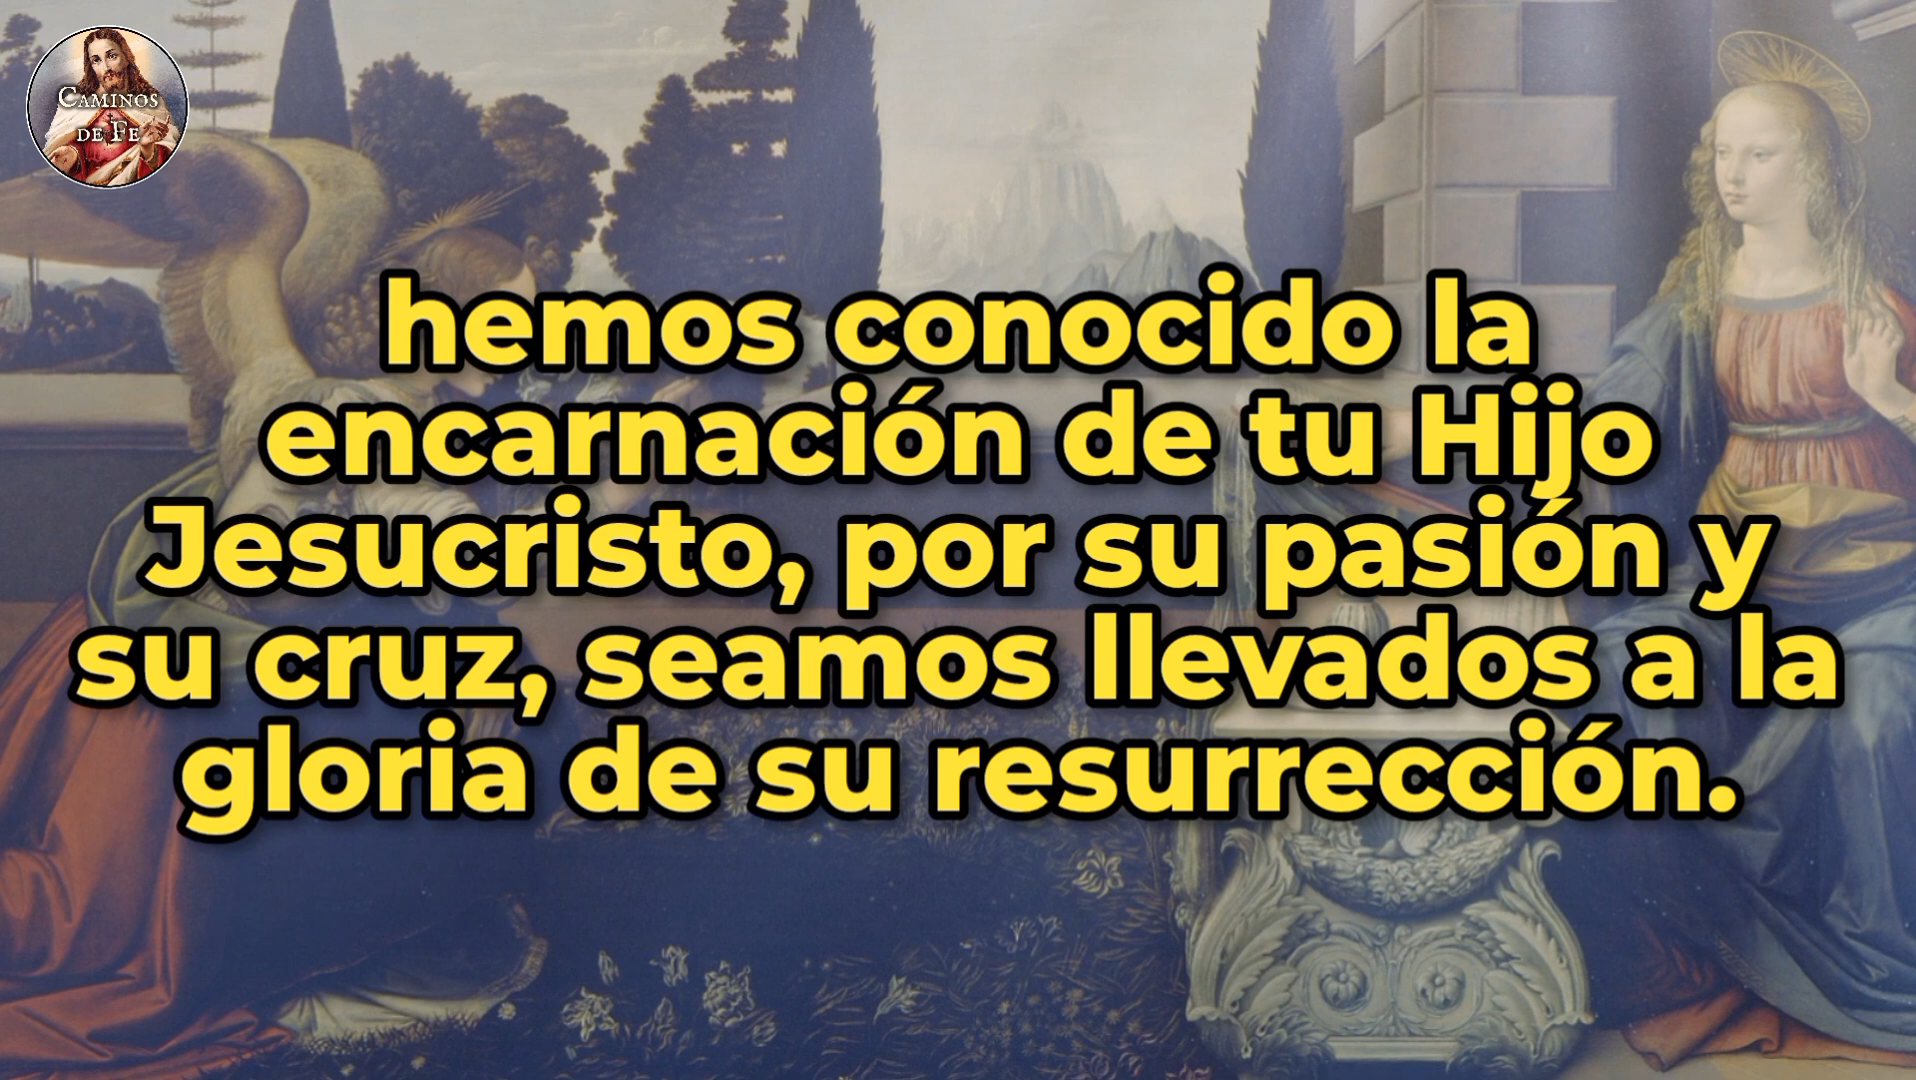 CAMINOS
DE FE
hemos conocido la
encarnación de tu Hijo
Jesucristo, por su pasión y
su cruz, seamos llevados a la
gloria de su resurrección.